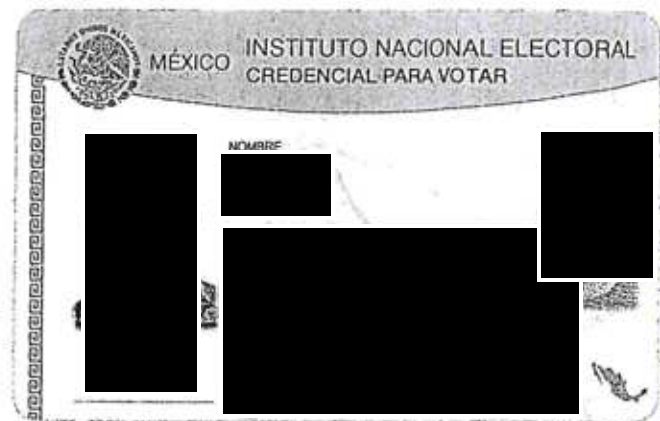 MÉXICO
INSTITUTO NACIONAL ELECTORAL
CREDENCIAL PARA VOTAR
NOMBRE